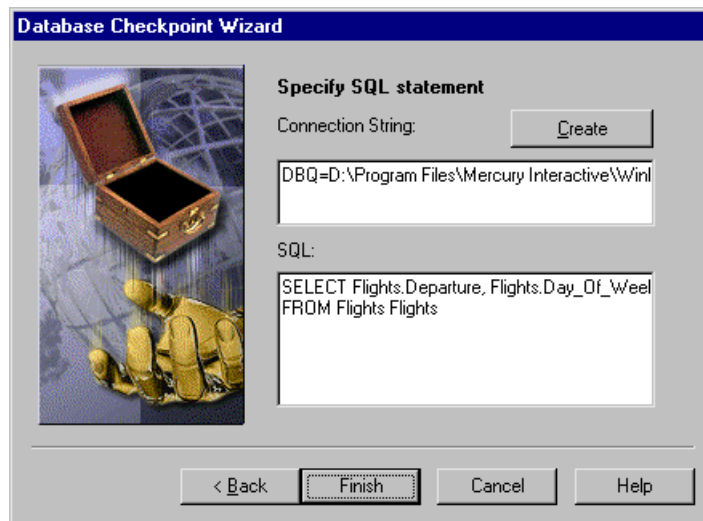 Database Checkpoint Wizard
Specify SQL statement
Connection String:
Create
DBQ=D:\Program Files\Mercury Interactive\Winl
SQL:
SELECT Flights.Departure, Flights.Day_Of_Weel
FROM Flights Flights
< Back
Finish
Cancel
Help